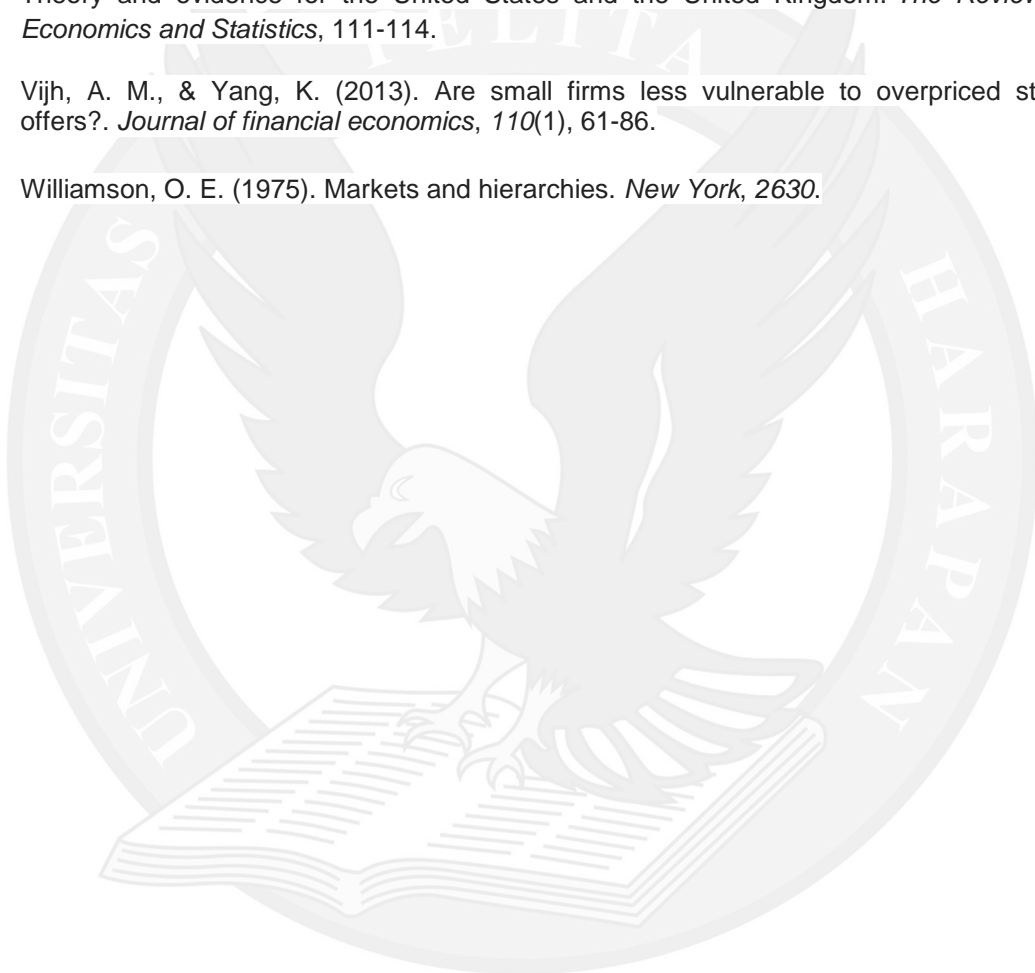 Theory and evidence for the United States and the United Kingdom. The Review
Economics and Statistics, 111-114.
Vijh, A. M., & Yang, K. (2013). Are small firms less vulnerable to overpriced st
offers?. Journal of financial economics, 110(1), 61-86.
Williamson, O. E. (1975). Markets and hierarchies. New York, 2630.
UNIVERSITAS
PELITA
HARAPAN